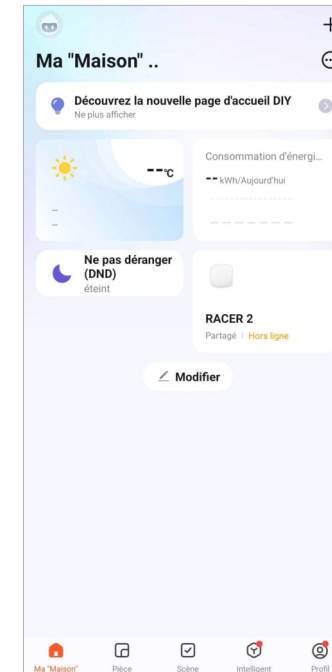 Ma "Maison" ..
Découvrez la nouvelle page d'accueil DIY
Ne plus afficher
--°C
--
--
Consommation d'énergi...
-- kWh/Aujourd'hui
Ne pas déranger
(DND)
éteint
RACER 2
Partagé | Hors ligne
Modifier
Ma "Maison"
Pièce
Scène
Intelligent
Profil